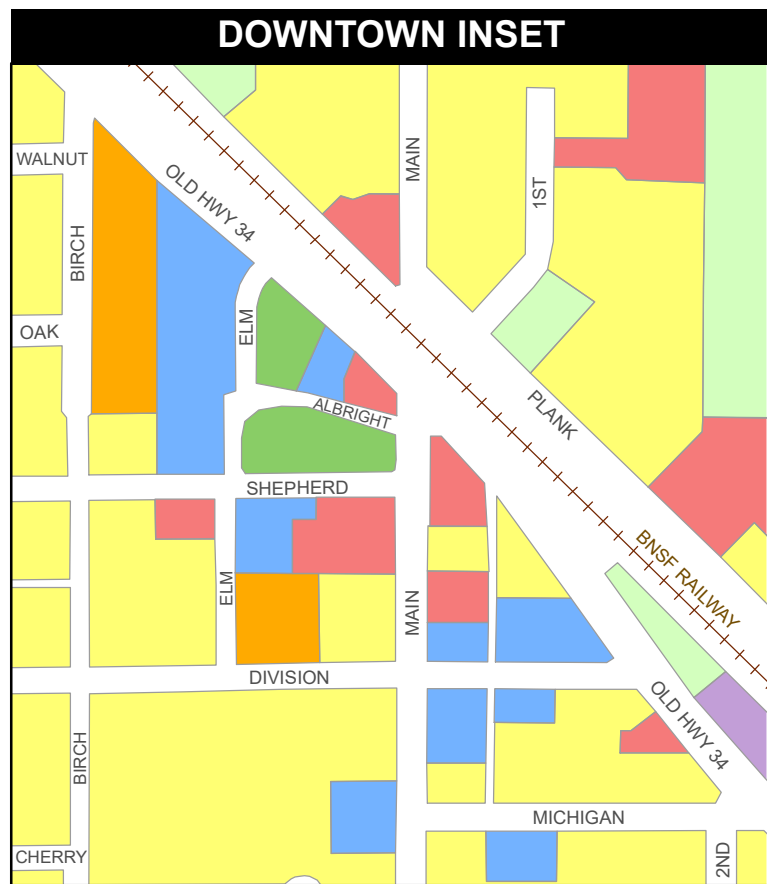 DOWNTOWN INSET
WALNUT
OLD HWY 34
MAIN
1ST
BIRCH
OAK
ELM
ALBRIGHT
PLANK
SHEPHERD
BNSF RAILWAY
ELM
MAIN
DIVISION
OLD HWY 34
BIRCH
MICHIGAN
CHERRY
2ND